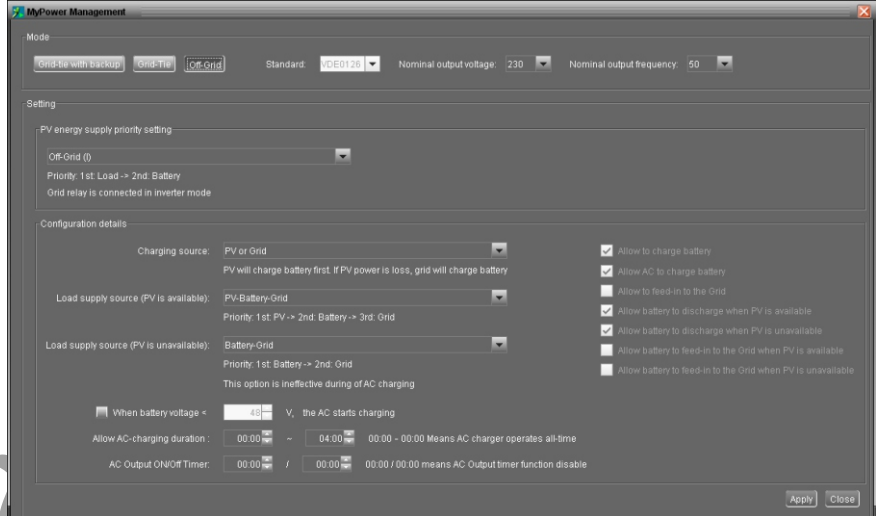 MyPower Management
Mode
Grid-tie with backup Grid-Tie Off-Grid Standard: VDE0126 Nominal output voltage: 230 Nominal output frequency: 50
Setting
PV energy supply priority setting
Off-Grid (I)
Priority: 1st: Load -> 2nd: Battery
Grid relay is connected in inverter mode
Configuration details
Charging source: PV or Grid
PV will charge battery first. If PV power is loss, grid will charge battery
Load supply source (PV is available): PV-Battery-Grid
Priority: 1st: PV -> 2nd: Battery -> 3rd: Grid
Load supply source (PV is unavailable): Battery-Grid
Priority: 1st: Battery -> 2nd: Grid
This option is ineffective during of AC charging
When battery voltage < 48 V, the AC starts charging
Allow AC-charging duration : 00:00 ~ 04:00 00:00 - 00:00 Means AC charger operates all-time
AC Output ON/Off Timer: 00:00 / 00:00 00:00 / 00:00 means AC Output timer function disable
Allow to charge battery
Allow AC to charge battery
Allow to feed-in to the Grid
Allow battery to discharge when PV is available
Allow battery to discharge when PV is unavailable
Allow battery to feed-in to the Grid when PV is available
Allow battery to feed-in to the Grid when PV is unavailable
Apply Close